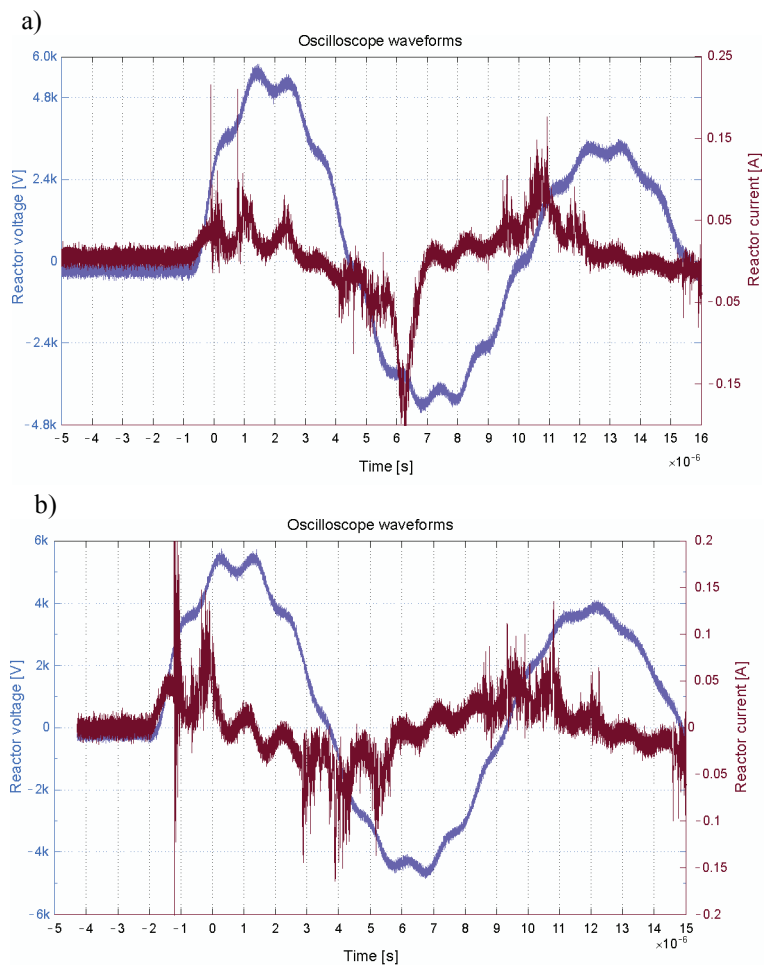 a)
Oscilloscope waveforms
6.0k
4.8k
2.4k
0
-2.4k
-4.8k
Reactor voltage [V]
0.25
0.20
0.15
0.05
-0.05
-0.15
Reactor current [A]
-5 -4 -3 -2 -1 0 1 2 3 4 5 6 7 8 9 10 11 12 13 14 15 16
×10⁻⁶
Time [s]
b)
Oscilloscope waveforms
6k
4k
2k
0
-2k
-4k
-6k
Reactor voltage [V]
0.2
0.15
0.1
0.05
0
-0.05
-0.1
-0.15
-0.2
Reactor current [A]
-5 -4 -3 -2 -1 0 1 2 3 4 5 6 7 8 9 10 11 12 13 14 15
×10⁻⁶
Time [s]